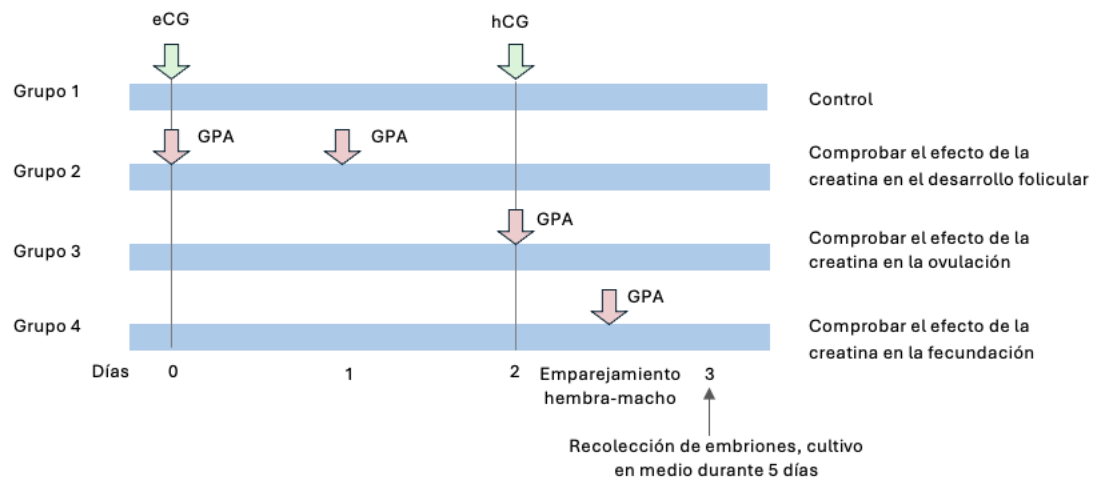 eCG
hCG
Grupo 1
Control
GPA
GPA
Grupo 2
Comprobar el efecto de la
creatina en el desarrollo folicular
GPA
Grupo 3
Comprobar el efecto de la
creatina en la ovulación
GPA
Grupo 4
Comprobar el efecto de la
creatina en la fecundación
Días
0
1
2
Emparejamiento
hembra-macho
3
Recolección de embriones, cultivo
en medio durante 5 días